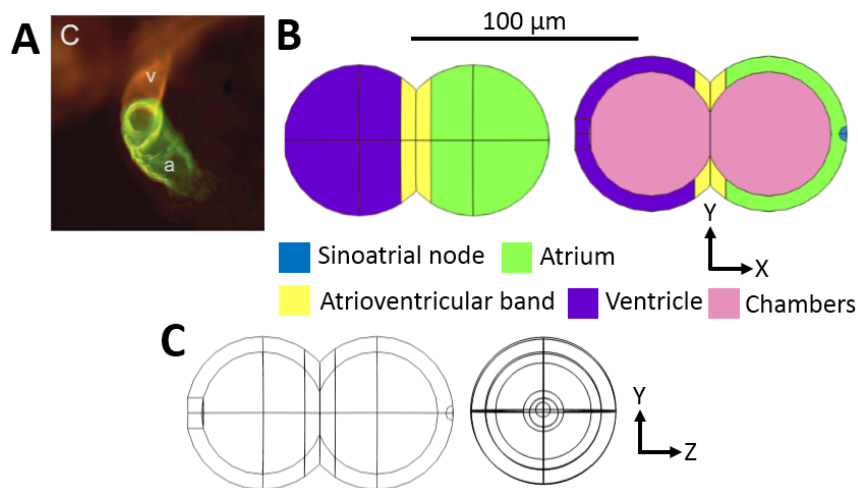 A
C
v
a
B
100 μm
Y
X
Sinoatrial node
Atrium
Atrioventricular band
Ventricle
Chambers
C
Y
Z